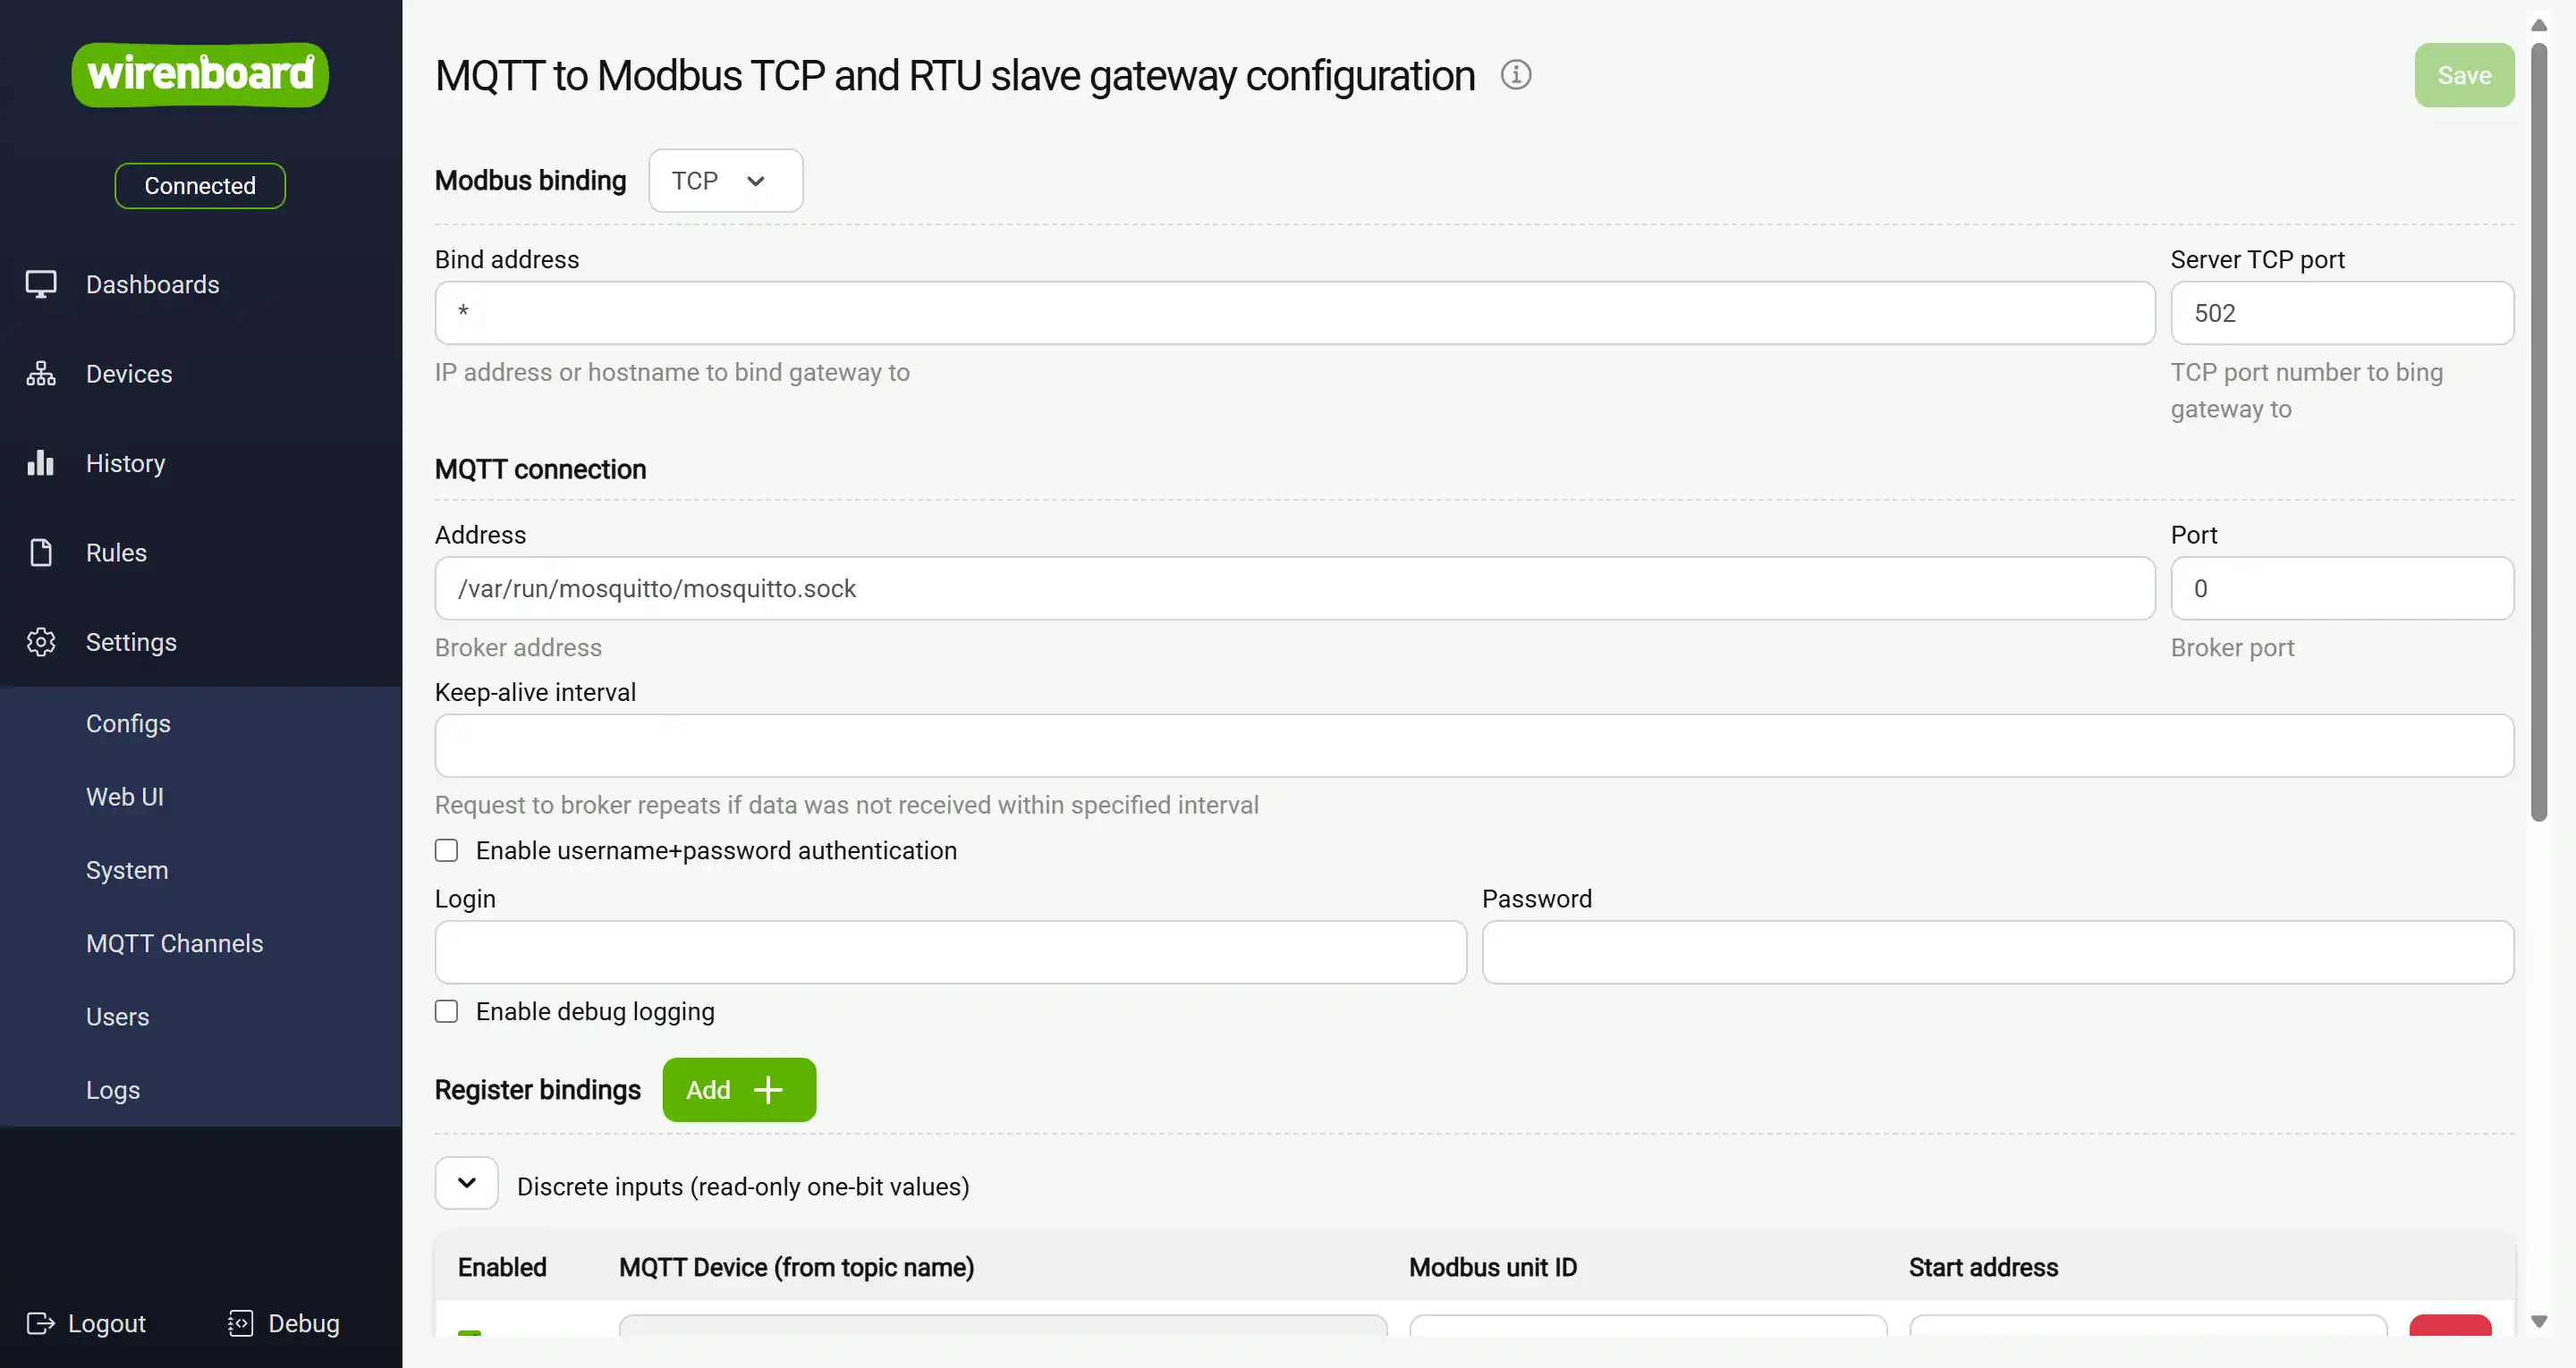 wirenboard
Connected
Dashboards
Devices
History
Rules
Settings
Configs
Web UI
System
MQTT Channels
Users
Logs
Logout
Debug
MQTT to Modbus TCP and RTU slave gateway configuration
Save
Modbus binding
TCP
Bind address
Server TCP port
*
502
IP address or hostname to bind gateway to
TCP port number to bing
gateway to
MQTT connection
Address
Port
/var/run/mosquitto/mosquitto.sock
0
Broker address
Broker port
Keep-alive interval
Request to broker repeats if data was not received within specified interval
Enable username+password authentication
Login
Password
Enable debug logging
Register bindings
Add
Discrete inputs (read-only one-bit values)
Enabled
MQTT Device (from topic name)
Modbus unit ID
Start address